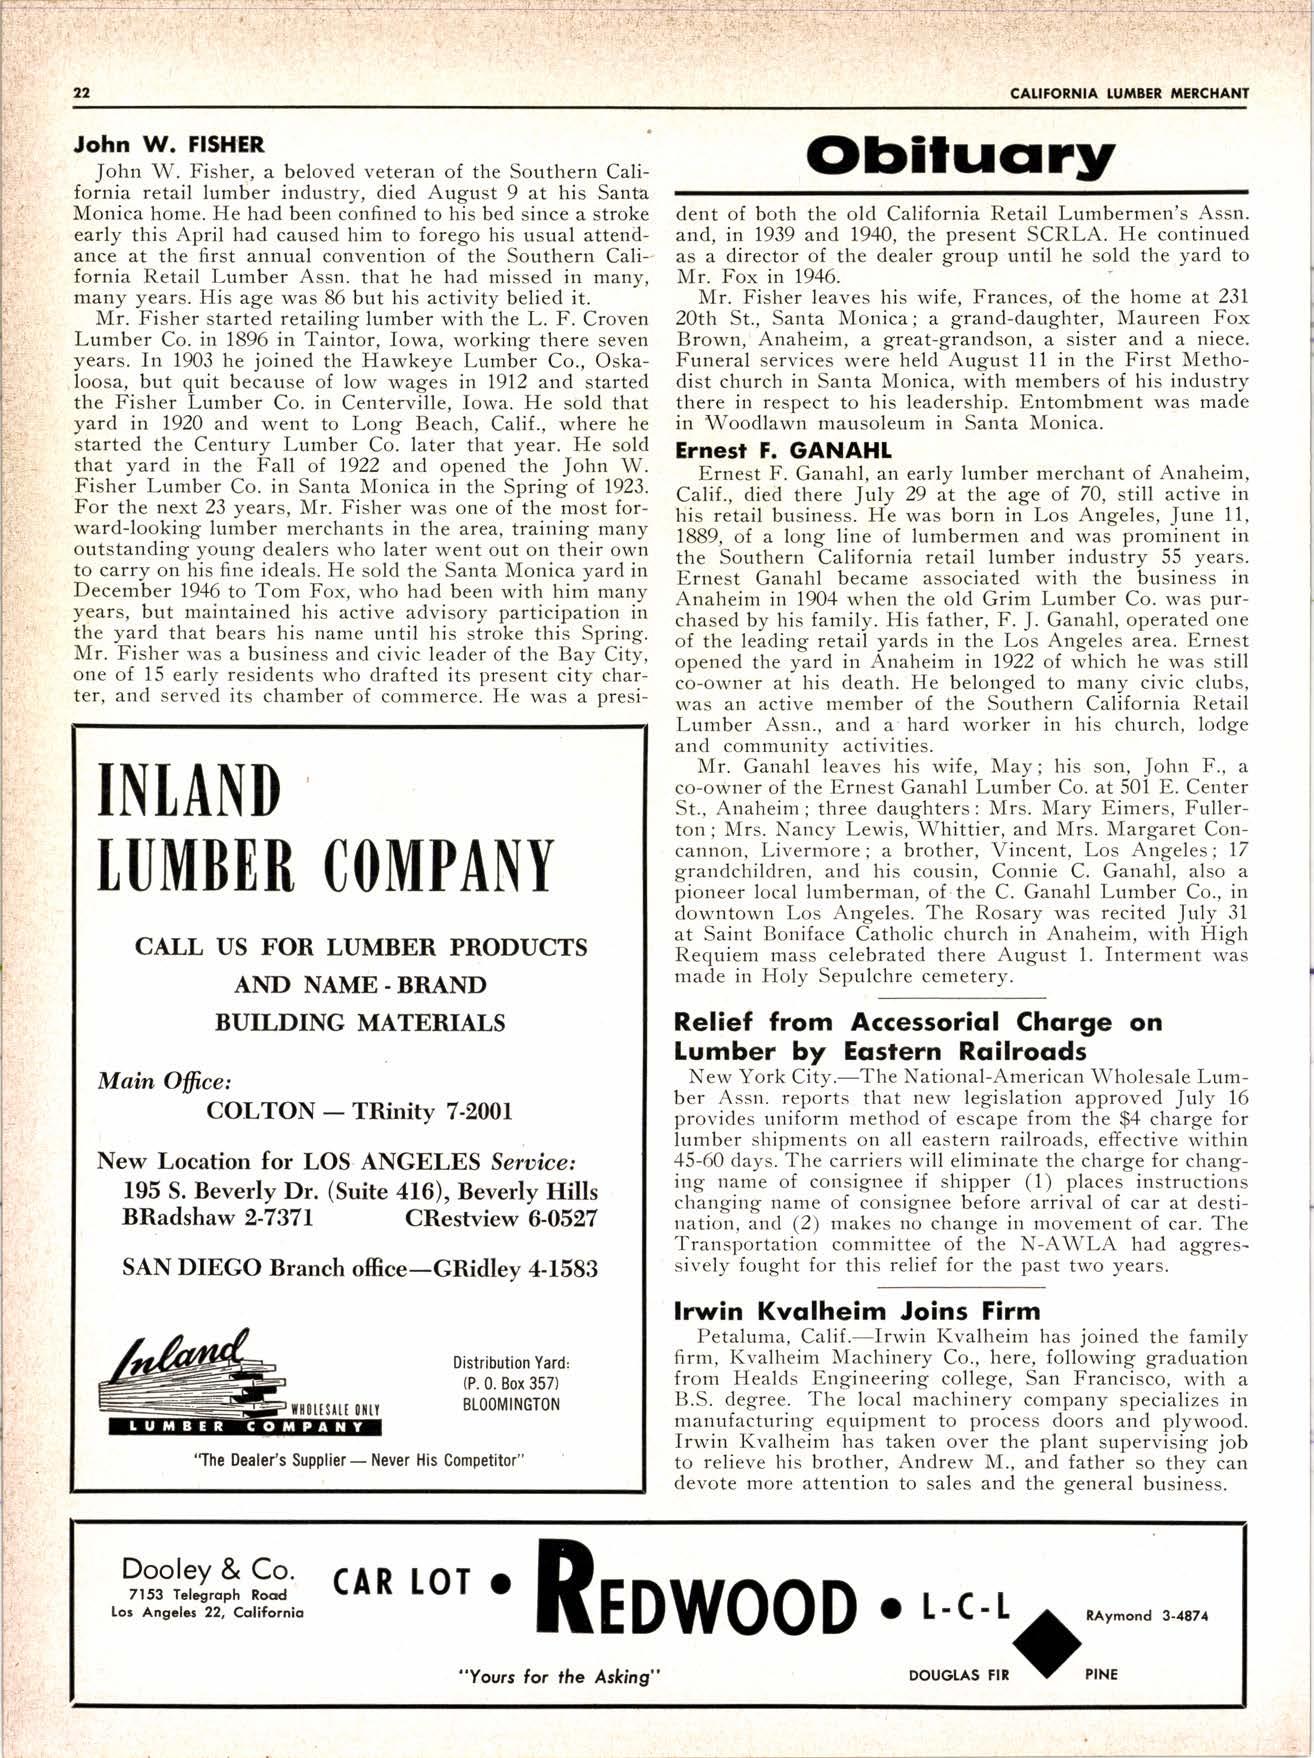 22
CALIFORNIA LUMBER MERCHANT
John W. FISHER
John W. Fisher, a beloved veteran of the Southern Cali-
fornia retail lumber industry, died August 9 at his Santa
Monica home. He had been confined to his bed since a stroke
early this April had caused him to forego his usual attend-
ance at the first annual convention of the Southern Cali-
fornia Retail Lumber Assn. that he had missed in many,
many years. His age was 86 but his activity belied it.
Mr. Fisher started retailing lumber with the L. F. Croven
Lumber Co. in 1896 in Taintor, Iowa, working there seven
years. In 1903 he joined the Hawkeye Lumber Co., Oska-
loosa, but quit because of low wages in 1912 and started
the Fisher Lumber Co. in Centerville, Iowa. He sold that
yard in 1920 and went to Long Beach, Calif., where he
started the Century Lumber Co. later that year. He sold
that yard in the Fall of 1922 and opened the John W.
Fisher Lumber Co. in Santa Monica in the Spring of 1923.
For the next 23 years, Mr. Fisher was one of the most for-
ward-looking lumber merchants in the area, training many
outstanding young dealers who later went out on their own
to carry on his fine ideals. He sold the Santa Monica yard in
December 1946 to Tom Fox, who had been with him many
years, but maintained his active advisory participation in
the yard that bears his name until his stroke this Spring.
Mr. Fisher was a business and civic leader of the Bay City,
one of 15 early residents who drafted its present city char-
ter, and served its chamber of commerce. He was a presi-
Obituary
dent of both the old California Retail Lumbermen's Assn.
and, in 1939 and 1940, the present SCRLA. He continued
as a director of the dealer group until he sold the yard to
Mr. Fox in 1946.
Mr. Fisher leaves his wife, Frances, of the home at 231
20th St., Santa Monica; a grand-daughter, Maureen Fox
Brown, Anaheim, a great-grandson, a sister and a niece.
Funeral services were held August 11 in the First Metho-
dist church in Santa Monica, with members of his industry
there in respect to his leadership. Entombment was made
in Woodlawn mausoleum in Santa Monica.
Ernest F. GANAHL
Ernest F. Ganahl, an early lumber merchant of Anaheim,
Calif., died there July 29 at the age of 70, still active in
his retail business. He was born in Los Angeles, June 11,
1889, of a long line of lumbermen and was prominent in
the Southern California retail lumber industry 55 years.
Ernest Ganahl became associated with the business in
Anaheim in 1904 when the old Grim Lumber Co. was pur-
chased by his family. His father, F. J. Ganahl, operated one
of the leading retail yards in the Los Angeles area. Ernest
opened the yard in Anaheim in 1922 of which he was still
co-owner at his death. He belonged to many civic clubs,
was an active member of the Southern California Retail
Lumber Assn., and a hard worker in his church, lodge
and community activities.
Mr. Ganahl leaves his wife, May; his son, John F., a
co-owner of the Ernest Ganahl Lumber Co. at 501 E. Center
St., Anaheim; three daughters: Mrs. Mary Eimers, Fuller-
ton; Mrs. Nancy Lewis, Whittier, and Mrs. Margaret Con-
cannon, Livermore; a brother, Vincent, Los Angeles; 17
grandchildren, and his cousin, Connie C. Ganahl, also a
pioneer local lumberman, of the C. Ganahl Lumber Co., in
downtown Los Angeles. The Rosary was recited July 31
at Saint Boniface Catholic church in Anaheim, with High
Requiem mass celebrated there August 1. Interment was
made in Holy Sepulchre cemetery.
Relief from Accessorial Charge on
Lumber by Eastern Railroads
New York City.—The National-American Wholesale Lum-
ber Assn. reports that new legislation approved July 16
provides uniform method of escape from the $4 charge for
lumber shipments on all eastern railroads, effective within
45-60 days. The carriers will eliminate the charge for chang-
ing name of consignee if shipper (1) places instructions
changing name of consignee before arrival of car at desti-
nation, and (2) makes no change in movement of car. The
Transportation committee of the N-AWLA had aggres-
sively fought for this relief for the past two years.
Irwin Kvalheim Joins Firm
Petaluma, Calif.—Irwin Kvalheim has joined the family
firm, Kvalheim Machinery Co., here, following graduation
from Healds Engineering college, San Francisco, with a
B.S. degree. The local machinery company specializes in
manufacturing equipment to process doors and plywood.
Irwin Kvalheim has taken over the plant supervising job
to relieve his brother, Andrew M., and father so they can
devote more attention to sales and the general business.
INLAND
LUMBER COMPANY
CALL US FOR LUMBER PRODUCTS
AND NAME - BRAND
BUILDING MATERIALS
Main Office:
COLTON — TRinity 7-2001
New Location for LOS ANGELES Service:
195 S. Beverly Dr. (Suite 416), Beverly Hills
BRadshaw 2-7371 CRestview 6-0527
SAN DIEGO Branch office—GRidley 4-1583
Inland
WHOLESALE ONLY
LUMBER COMPANY
Distribution Yard:
(P. O. Box 357)
BLOOMINGTON
"The Dealer's Supplier — Never His Competitor"
Dooley & Co.
7153 Telegraph Road
Los Angeles 22, California
CAR LOT • REDWOOD • L-C-L
RAymond 3-4874
"Yours for the Asking"
DOUGLAS FIR PINE